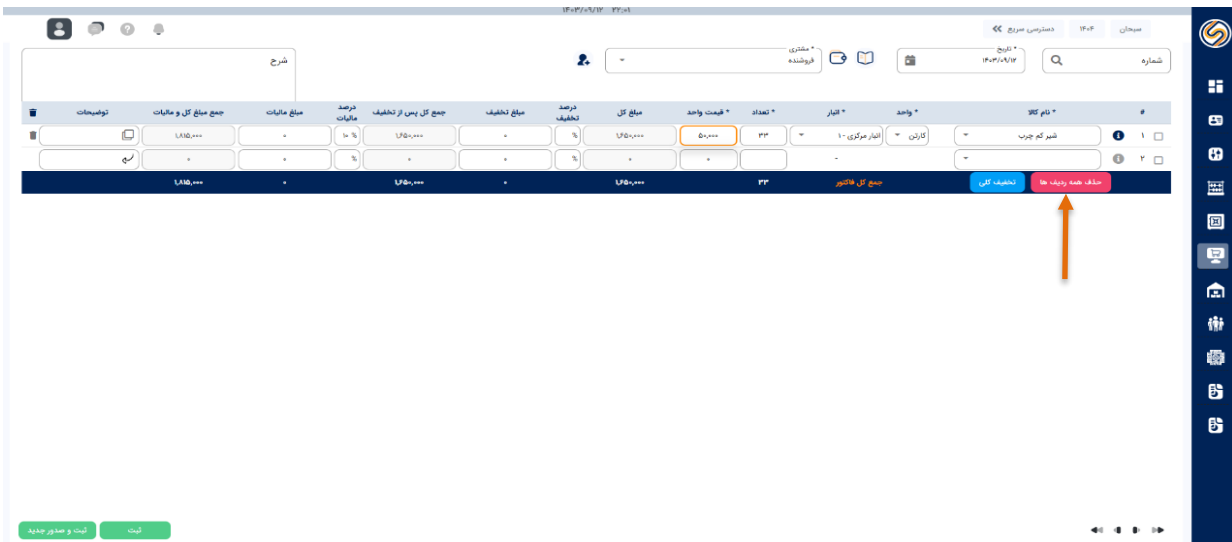 ۱۴۰۳/۰۹/۱۲ ۲۲:۰۱
سبحان ۱۴۰۴ دسترسی سریع
شماره
* تاریخ
۱۴۰۳/۰۹/۱۲
* مشتری
فروشنده
شرح
# * نام کالا * واحد * انبار * تعداد * قیمت واحد مبلغ کل درصد تخفیف مبلغ تخفیف جمع کل پس از تخفیف درصد مالیات مبلغ مالیات جمع مبلغ کل و مالیات توضیحات
۱ شیر کم چرب کارتن انبار مرکزی - ۱ ۳۳ ۵۰,۰۰۰ ۱,۶۵۰,۰۰۰ % ۰ ۱,۶۵۰,۰۰۰ % ۱۰ ۰ ۱,۸۱۵,۰۰۰
۲ - ۰ ۰ % ۰ ۰ % ۰ ۰
حذف همه ردیف ها تخفیف کلی جمع کل فاکتور ۳۳ ۱,۶۵۰,۰۰۰ ۰ ۱,۶۵۰,۰۰۰ ۰ ۱,۸۱۵,۰۰۰
ثبت ثبت و صدور جدید